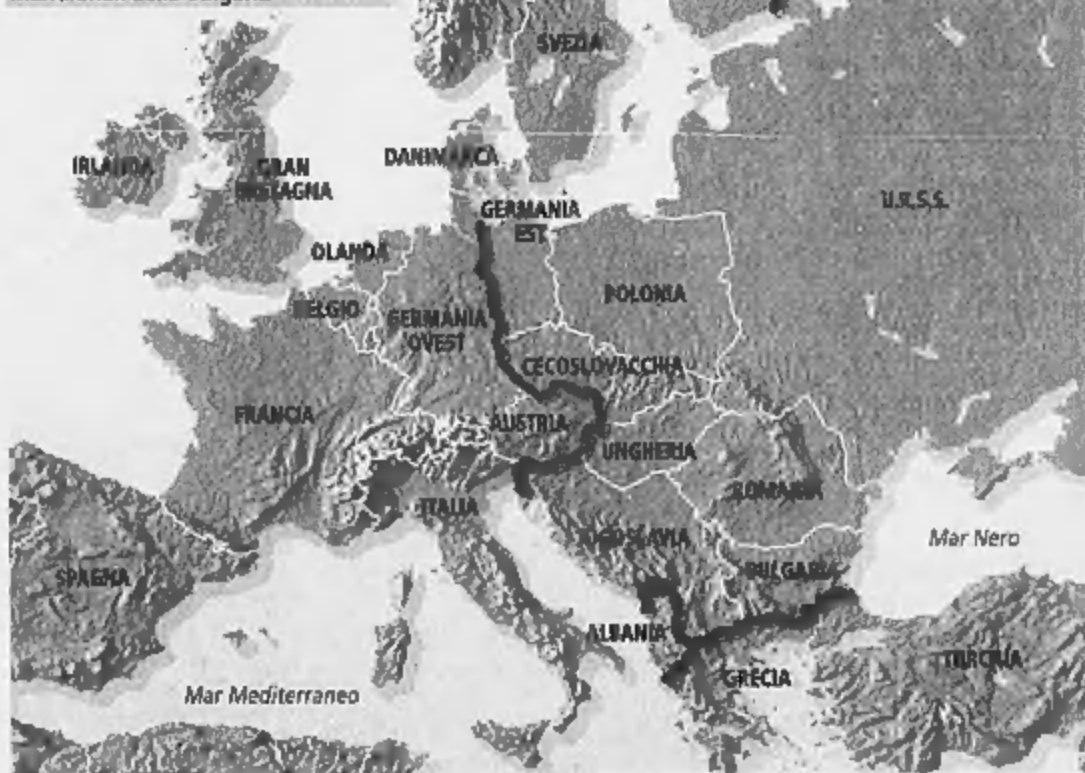 SVEZIA
IRLANDA
GRAN
BRETAGNA
DANIMARCA
GERMANIA
EST
U.R.S.S.
OLANDA
BELGIO
POLONIA
GERMANIA
OVEST
CECOSLOVACCHIA
FRANCIA
AUSTRIA
UNGHERIA
ROMANIA
ITALIA
JUGOSLAVIA
Mar Nero
SPAGNA
BULGARIA
ALBANIA
GRECIA
TURCHIA
Mar Mediterraneo